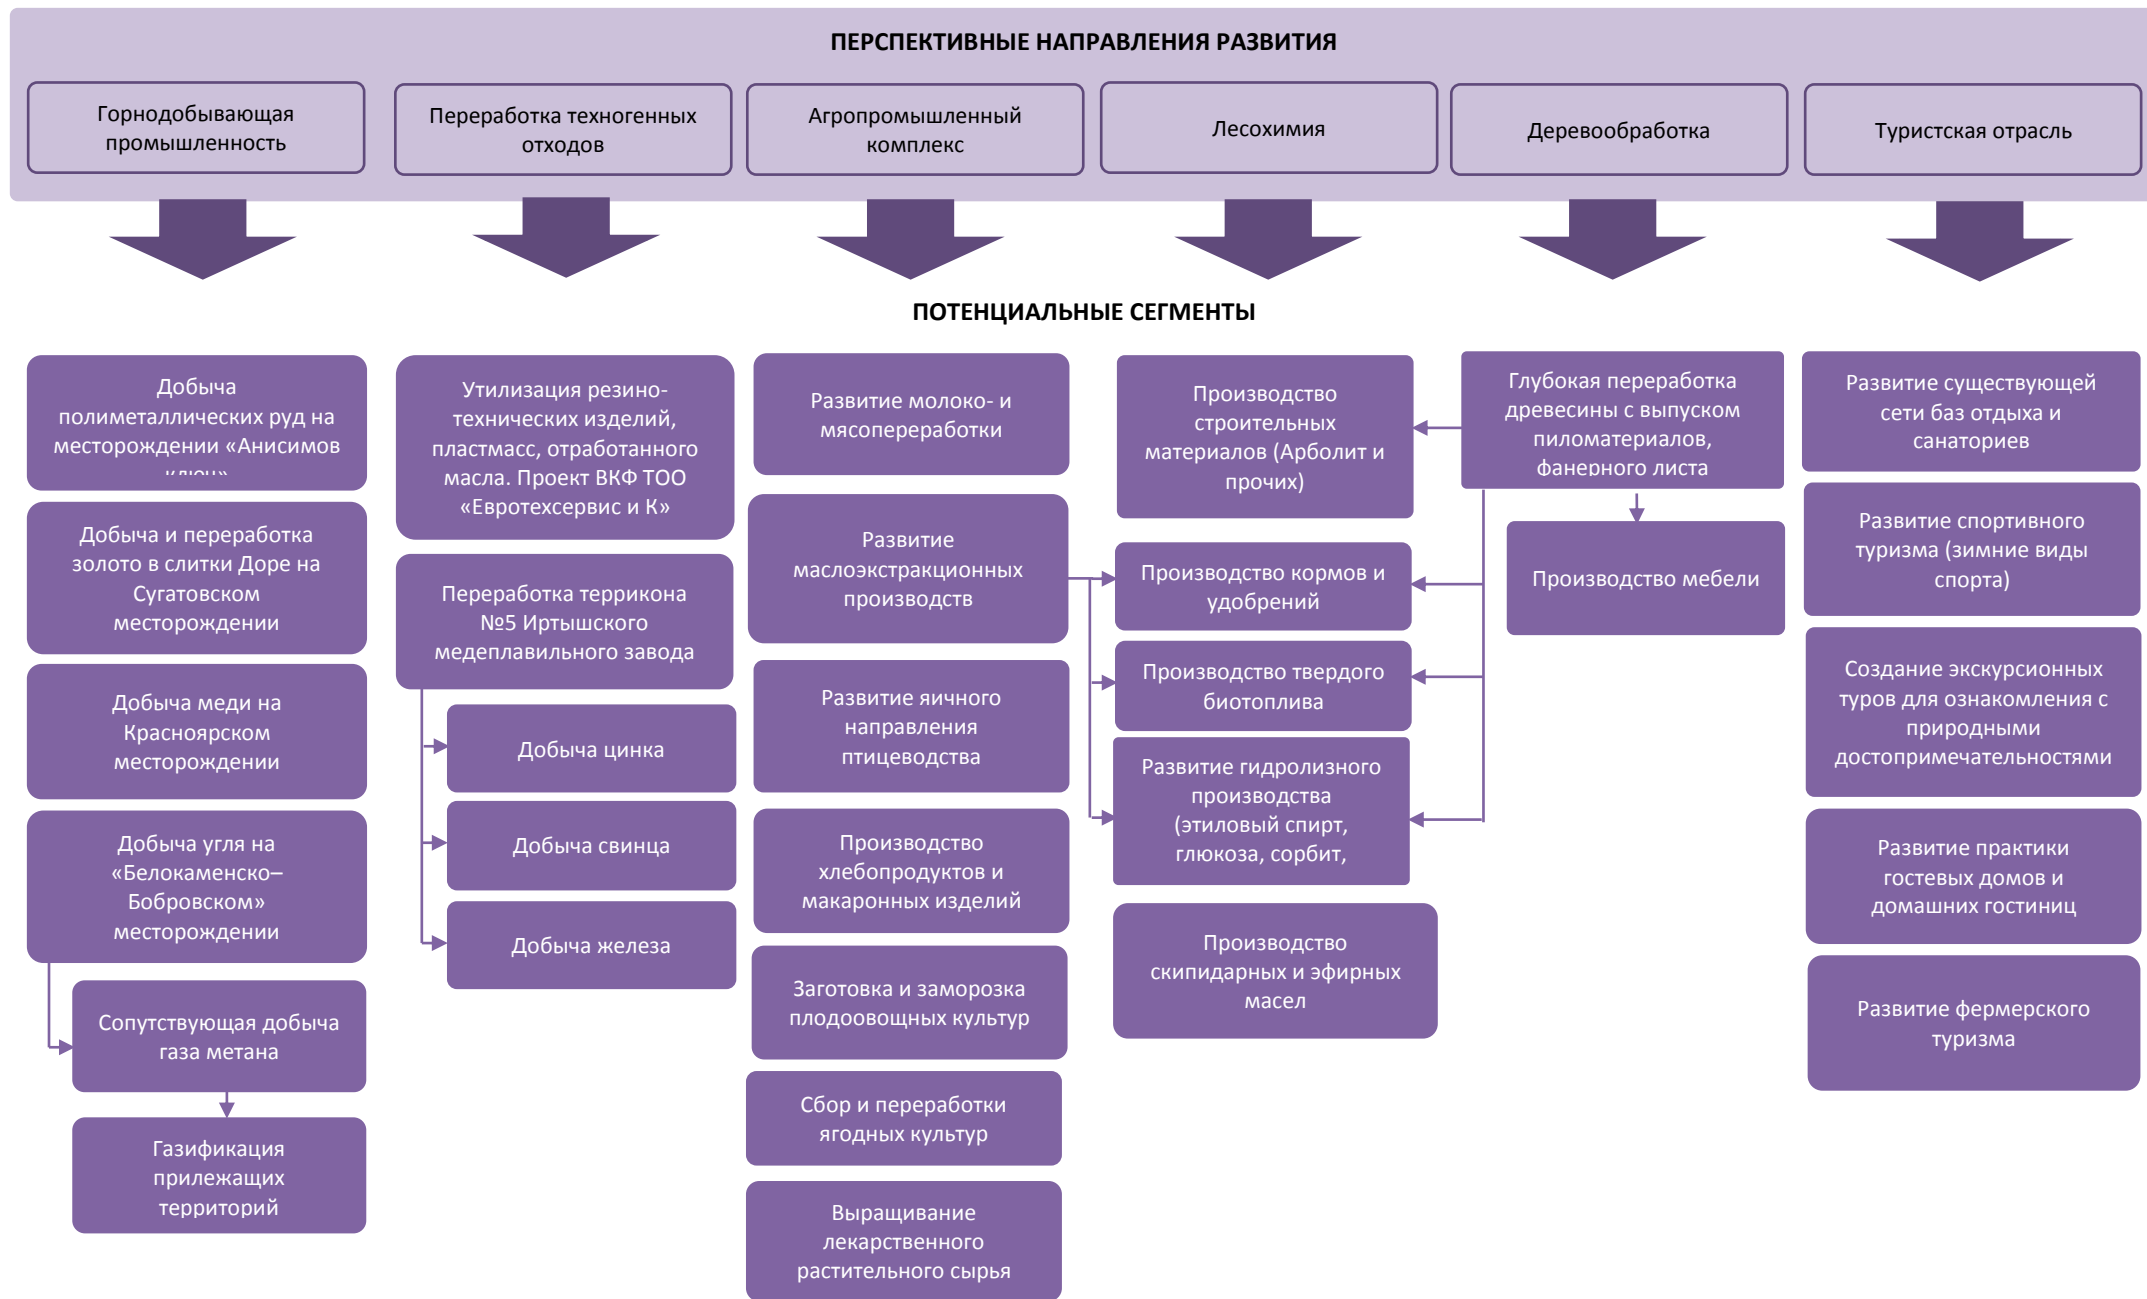 ПЕРСПЕКТИВНЫЕ НАПРАВЛЕНИЯ РАЗВИТИЯ
Горнодобывающая
промышленность
Переработка техногенных
отходов
Агропромышленный
комплекс
Лесохимия
Деревообработка
Туристская отрасль
ПОТЕНЦИАЛЬНЫЕ СЕГМЕНТЫ
Добыча
полиметаллических руд на
месторождении «Анисимов
ключ»
Добыча и переработка
золото в слитки Доре на
Сугатовском
месторождении
Добыча меди на
Красноярском
месторождении
Добыча угля на
«Белокаменско–
Бобровском»
месторождении
Сопутствующая добыча
газа метана
Газификация
прилежащих
территорий
Утилизация резино-
технических изделий,
пластмасс, отработанного
масла. Проект ВКФ ТОО
«Евротехсервис и К»
Переработка террикона
№5 Иртышского
медеплавильного завода
Добыча цинка
Добыча свинца
Добыча железа
Развитие молоко- и
мясопереработки
Развитие
маслоэкстракционных
производств
Развитие яичного
направления
птицеводства
Производство
хлебопродуктов и
макаронных изделий
Заготовка и заморозка
плодоовощных культур
Сбор и переработки
ягодных культур
Выращивание
лекарственного
растительного сырья
Производство
строительных
материалов (Арболит и
прочих)
Производство кормов и
удобрений
Производство твердого
биотоплива
Развитие гидролизного
производства
(этиловый спирт,
глюкоза, сорбит,
Производство
скипидарных и эфирных
масел
Глубокая переработка
древесины с выпуском
пиломатериалов,
фанерного листа
Производство мебели
Развитие существующей
сети баз отдыха и
санаториев
Развитие спортивного
туризма (зимние виды
спорта)
Создание экскурсионных
туров для ознакомления с
природными
достопримечательностями
Развитие практики
гостевых домов и
домашних гостиниц
Развитие фермерского
туризма